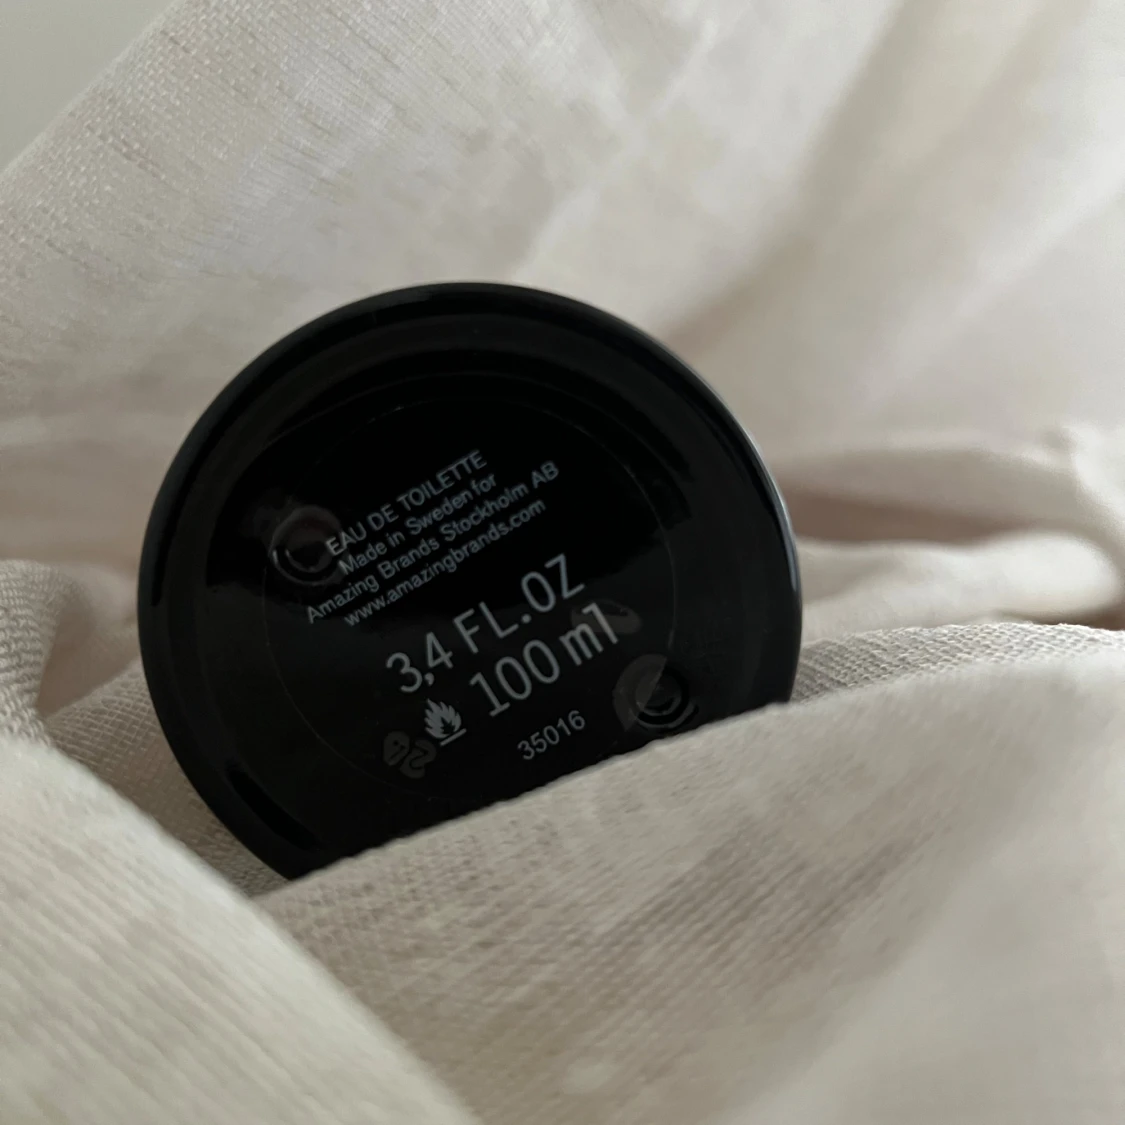 EAU DE TOILETTE
Made in Sweden for
Amazing Brands Stockholm AB
www.amazingbrands.com
3,4 FL.OZ
100 ml
35016